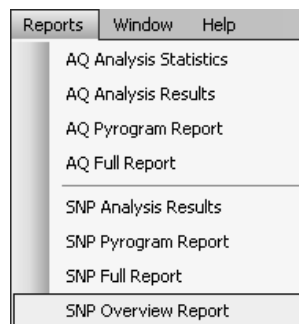 Reports Window Help
AQ Analysis Statistics
AQ Analysis Results
AQ Pyrogram Report
AQ Full Report
SNP Analysis Results
SNP Pyrogram Report
SNP Full Report
SNP Overview Report